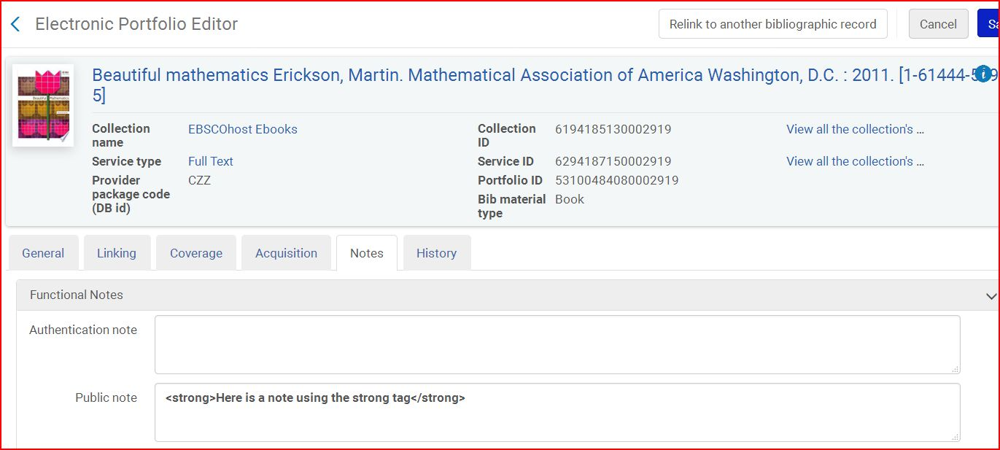 Electronic Portfolio Editor
Relink to another bibliographic record
Cancel
Beautiful mathematics Erickson, Martin. Mathematical Association of America Washington, D.C. : 2011. [1-61444-
5]
Beautiful Mathematics
Collection name
EBSCOhost Ebooks
Collection ID
6194185130002919
View all the collection's ...
Service type
Full Text
Service ID
6294187150002919
View all the collection's ...
Provider package code (DB id)
CZZ
Portfolio ID
53100484080002919
Bib material type
Book
General
Linking
Coverage
Acquisition
Notes
History
Functional Notes
Authentication note
Public note
<strong>Here is a note using the strong tag</strong>